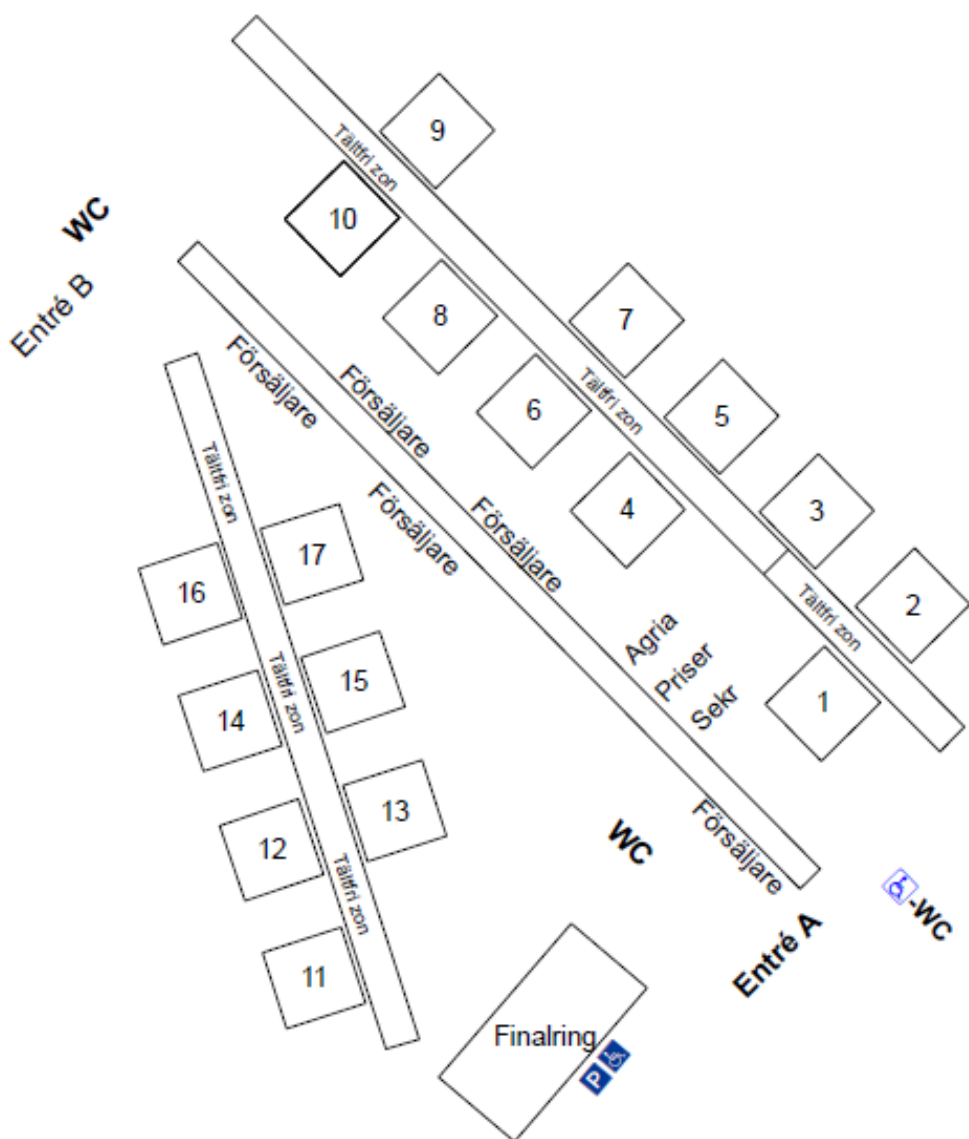 9
Tältfri zon
10
WC
Entré B
8
7
Försäljare
Försäljare
Tältfri zon
6
5
Tältfri zon
Försäljare
Försäljare
4
3
17
16
Tältfri zon
2
Agria
Priser
Sekr
1
15
14
Tältfri zon
13
12
WC
Försäljare
Tältfri zon
-WC
Entré A
11
Finalring
P